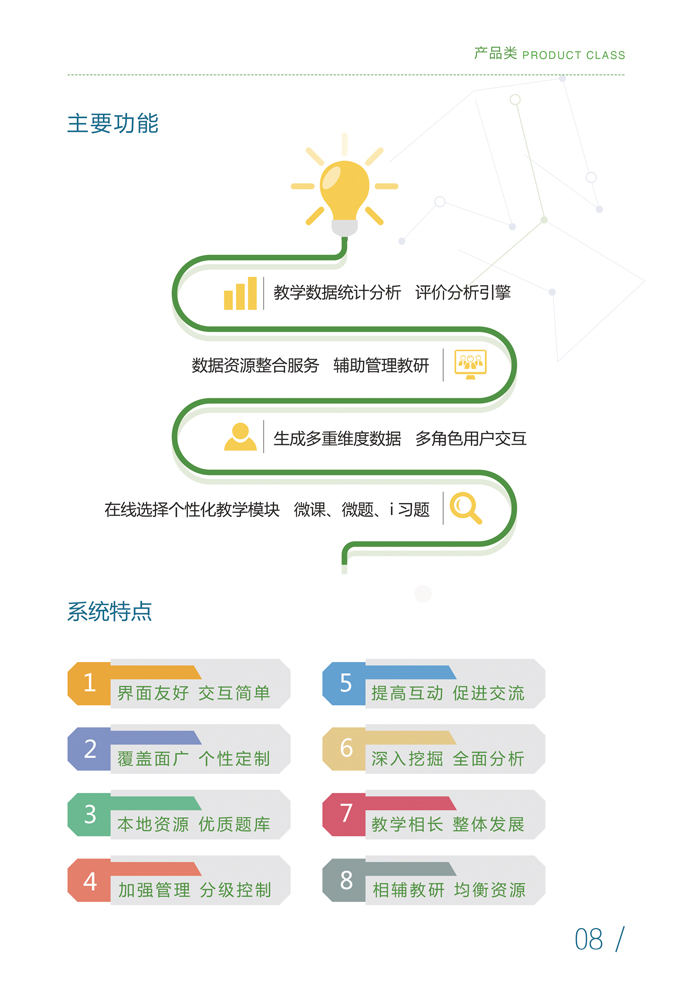 产品类 PRODUCT CLASS
主要功能
教学数据统计分析 评价分析引擎
数据资源整合服务 辅助管理教研
生成多重维度数据 多角色用户交互
在线选择个性化教学模块 微课、微题、i 习题
系统特点
1 界面友好 交互简单
5 提高互动 促进交流
2 覆盖面广 个性定制
6 深入挖掘 全面分析
3 本地资源 优质题库
7 教学相长 整体发展
4 加强管理 分级控制
8 相辅教研 均衡资源
08 /